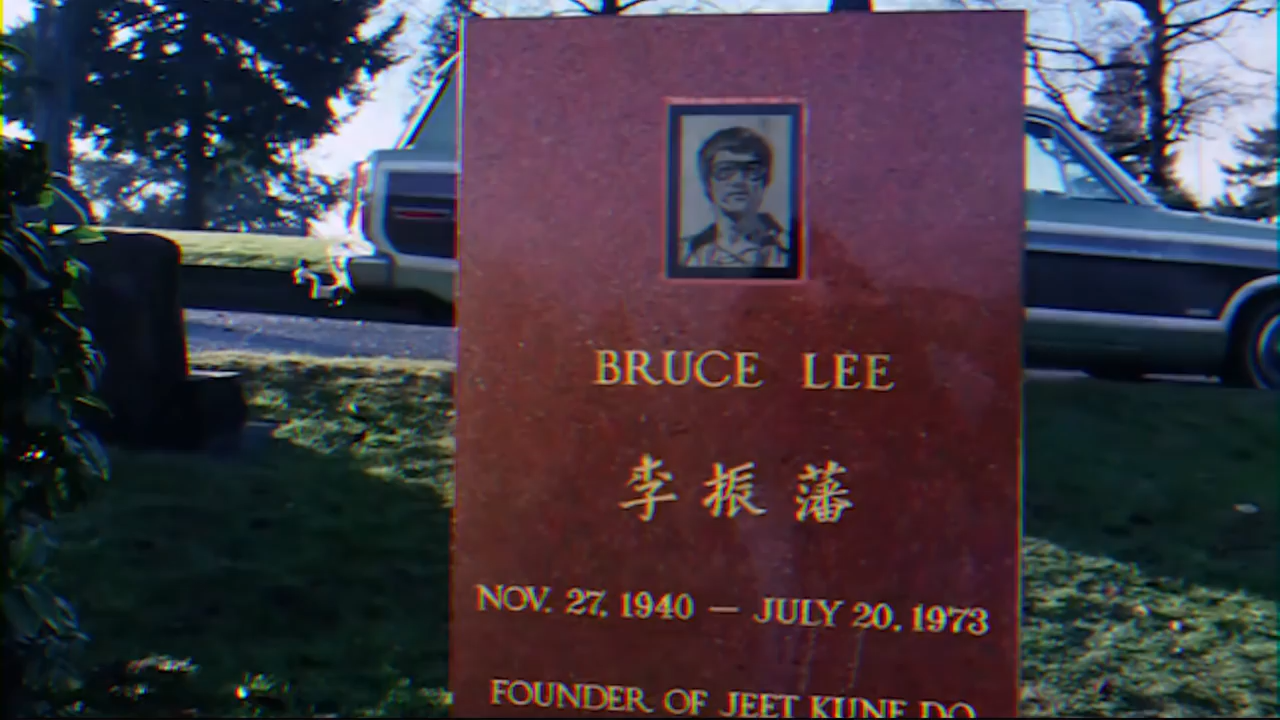 BRUCE LEE
李振藩
NOV. 27, 1940 — JULY 20, 1973
FOUNDER OF JEET KUNE DO